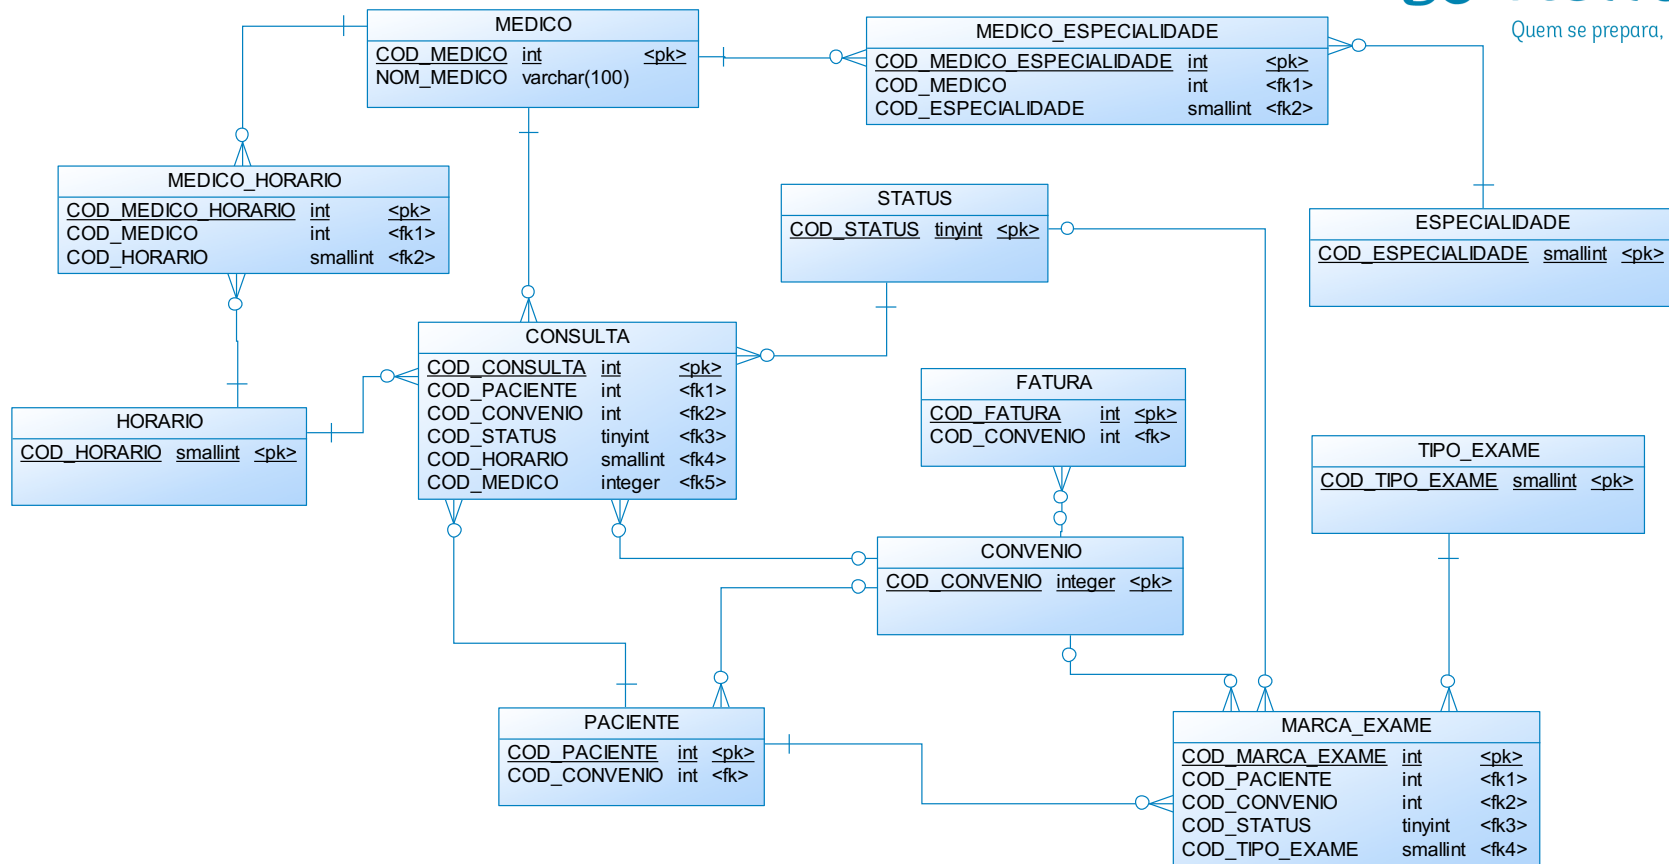 Quem se prepara,
MEDICO
COD_MEDICO int <pk>
NOM_MEDICO varchar(100)
MEDICO_ESPECIALIDADE
COD_MEDICO_ESPECIALIDADE int <pk>
COD_MEDICO int <fk1>
COD_ESPECIALIDADE smallint <fk2>
MEDICO_HORARIO
COD_MEDICO_HORARIO int <pk>
COD_MEDICO int <fk1>
COD_HORARIO smallint <fk2>
STATUS
COD_STATUS tinyint <pk>
ESPECIALIDADE
COD_ESPECIALIDADE smallint <pk>
CONSULTA
COD_CONSULTA int <pk>
COD_PACIENTE int <fk1>
COD_CONVENIO int <fk2>
COD_STATUS tinyint <fk3>
COD_HORARIO smallint <fk4>
COD_MEDICO integer <fk5>
HORARIO
COD_HORARIO smallint <pk>
FATURA
COD_FATURA int <pk>
COD_CONVENIO int <fk>
TIPO_EXAME
COD_TIPO_EXAME smallint <pk>
CONVENIO
COD_CONVENIO integer <pk>
PACIENTE
COD_PACIENTE int <pk>
COD_CONVENIO int <fk>
MARCA_EXAME
COD_MARCA_EXAME int <pk>
COD_PACIENTE int <fk1>
COD_CONVENIO int <fk2>
COD_STATUS tinyint <fk3>
COD_TIPO_EXAME smallint <fk4>